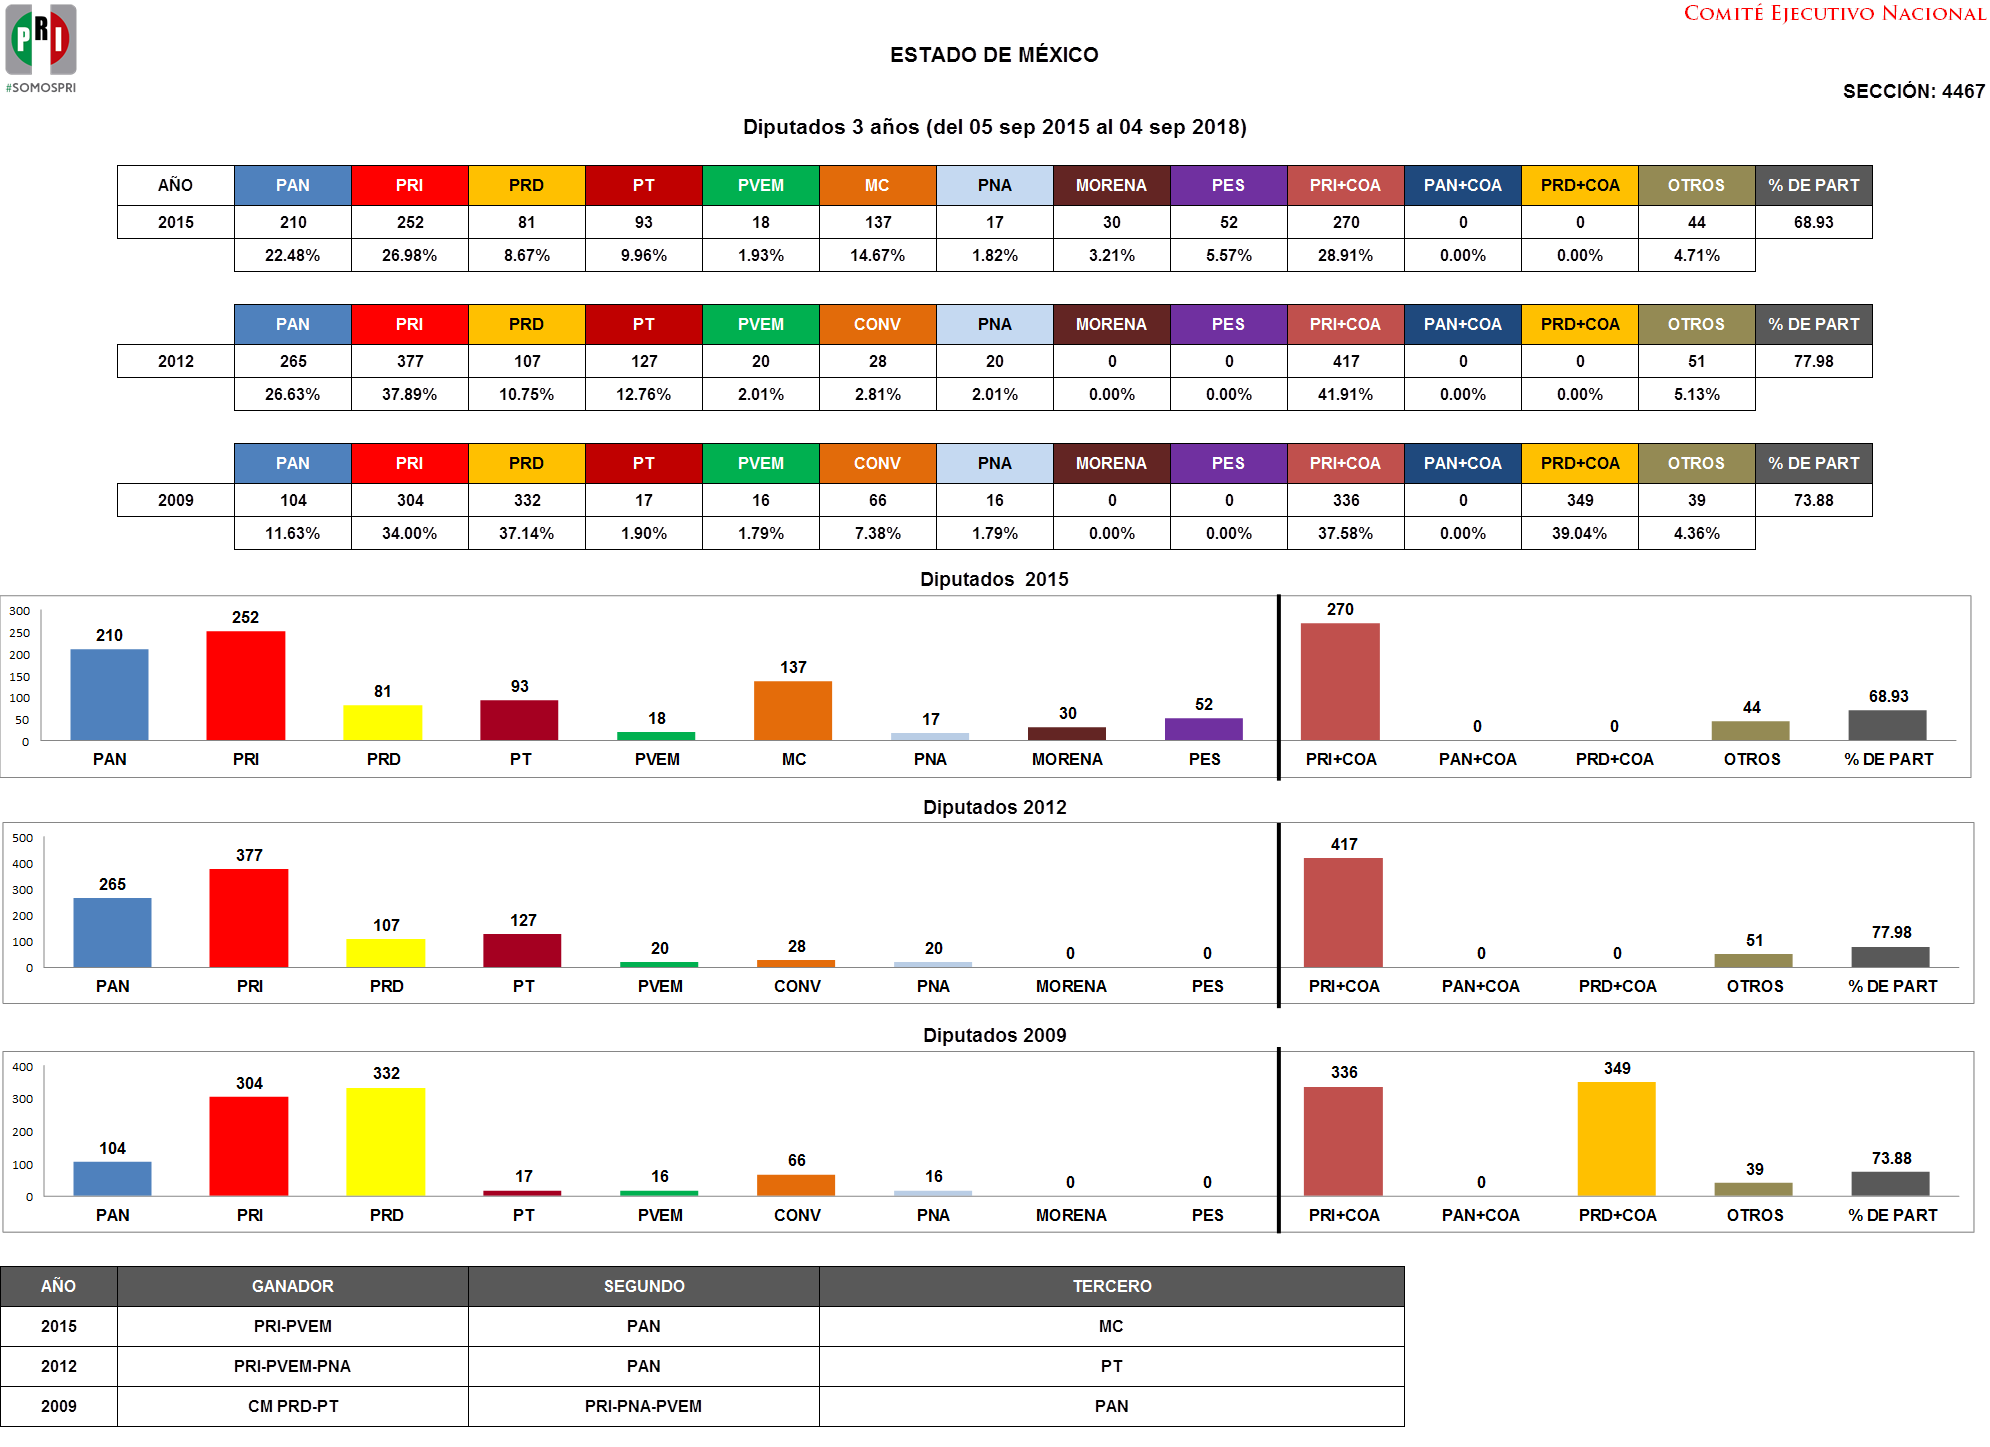 PRI
#SOMOSPRI
COMITÉ EJECUTIVO NACIONAL
ESTADO DE MÉXICO
SECCIÓN: 4467
Diputados 3 años (del 05 sep 2015 al 04 sep 2018)
AÑO PAN PRI PRD PT PVEM MC PNA MORENA PES PRI+COA PAN+COA PRD+COA OTROS % DE PART
2015 210 252 81 93 18 137 17 30 52 270 0 0 44 68.93
22.48% 26.98% 8.67% 9.96% 1.93% 14.67% 1.82% 3.21% 5.57% 28.91% 0.00% 0.00% 4.71%
PAN PRI PRD PT PVEM CONV PNA MORENA PES PRI+COA PAN+COA PRD+COA OTROS % DE PART
2012 265 377 107 127 20 28 20 0 0 417 0 0 51 77.98
26.63% 37.89% 10.75% 12.76% 2.01% 2.81% 2.01% 0.00% 0.00% 41.91% 0.00% 0.00% 5.13%
PAN PRI PRD PT PVEM CONV PNA MORENA PES PRI+COA PAN+COA PRD+COA OTROS % DE PART
2009 104 304 332 17 16 66 16 0 0 336 0 349 39 73.88
11.63% 34.00% 37.14% 1.90% 1.79% 7.38% 1.79% 0.00% 0.00% 37.58% 0.00% 39.04% 4.36%
Diputados 2015
300
250
200
150
100
50
0
210 252 81 93 18 137 17 30 52 270 0 0 44 68.93
PAN PRI PRD PT PVEM MC PNA MORENA PES PRI+COA PAN+COA PRD+COA OTROS % DE PART
Diputados 2012
500
400
300
200
100
0
265 377 107 127 20 28 20 0 0 417 0 0 51 77.98
PAN PRI PRD PT PVEM CONV PNA MORENA PES PRI+COA PAN+COA PRD+COA OTROS % DE PART
Diputados 2009
400
300
200
100
0
104 304 332 17 16 66 16 0 0 336 0 349 39 73.88
PAN PRI PRD PT PVEM CONV PNA MORENA PES PRI+COA PAN+COA PRD+COA OTROS % DE PART
AÑO GANADOR SEGUNDO TERCERO
2015 PRI-PVEM PAN MC
2012 PRI-PVEM-PNA PAN PT
2009 CM PRD-PT PRI-PNA-PVEM PAN